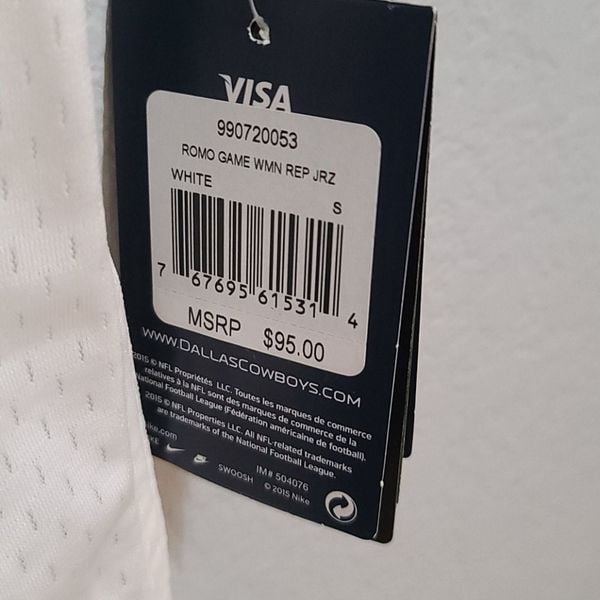 VISA
990720053
ROMO GAME WMN REP JRZ
WHITE
S
7 67695 61531 4
MSRP $95.00
WWW.DALLASCOWBOYS.COM
2015 © NFL Propriétés LLC. Toutes les marques de commerce
relatives à la NFL sont des marques de commerce de la
National Football League (Fédération américaine de football).
2015 © NFL Properties LLC. All NFL-related trademarks
are trademarks of the National Football League.
ike.com
KE
SWOOSH
IM# 504076
© 2015 Nike